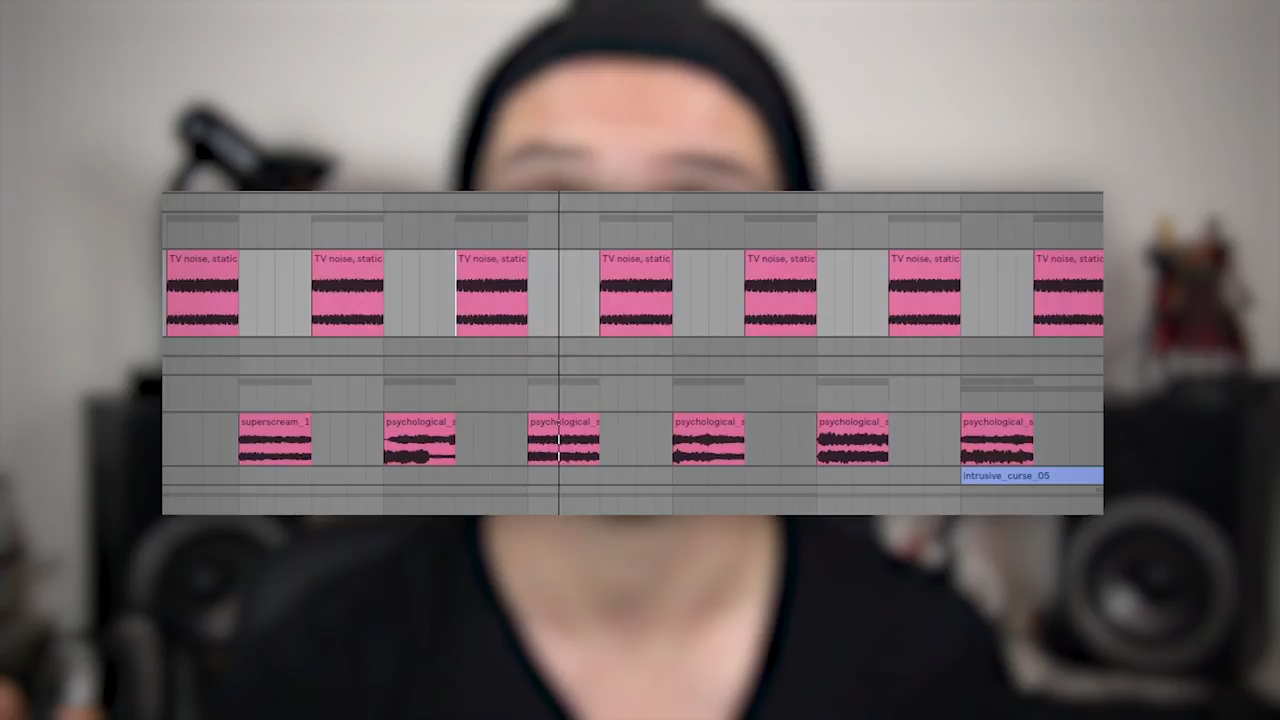 TV noise, static
TV noise, static
TV noise, static
TV noise, static
TV noise, static
TV noise, static
TV noise, static
superscream_1
psychological_s
psychological_s
psychological_s
psychological_s
psychological_s
intrusive_curse_05